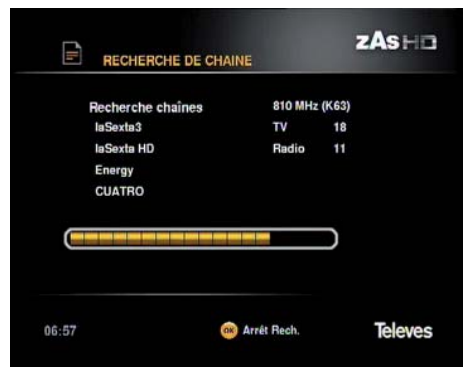 zAs HD
RECHERCHE DE CHAINE
Recherche chaines 810 MHz (K63)
laSexta3 TV 18
laSexta HD Radio 11
Energy
CUATRO
06:57 OK Arrêt Rech. Televes